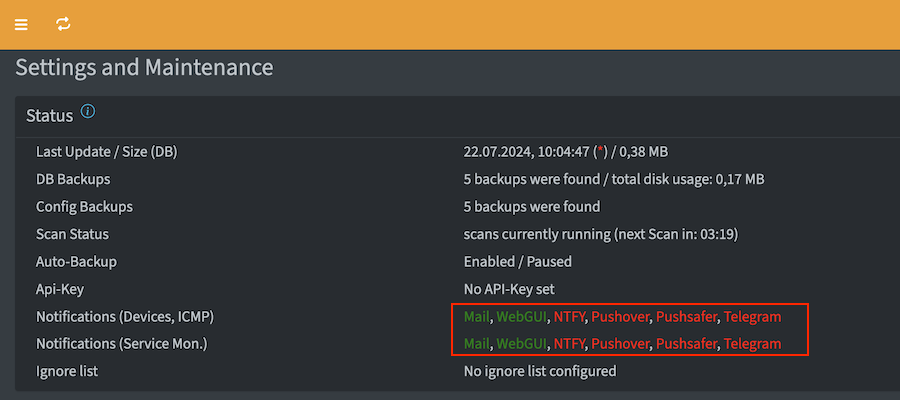 Settings and Maintenance
Status
Last Update / Size (DB) 22.07.2024, 10:04:47 (*) / 0,38 MB
DB Backups 5 backups were found / total disk usage: 0,17 MB
Config Backups 5 backups were found
Scan Status scans currently running (next Scan in: 03:19)
Auto-Backup Enabled / Paused
Api-Key No API-Key set
Notifications (Devices, ICMP) Mail, WebGUI, NTFY, Pushover, Pushsafer, Telegram
Notifications (Service Mon.) Mail, WebGUI, NTFY, Pushover, Pushsafer, Telegram
Ignore list No ignore list configured